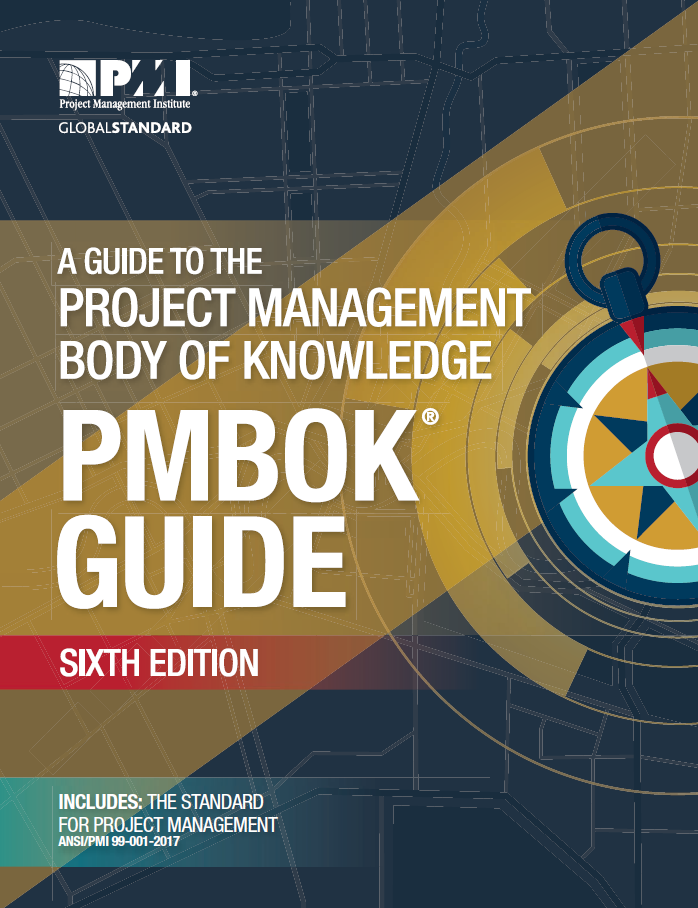 PMI®
Project Management Institute
GLOBALSTANDARD
A GUIDE TO THE
PROJECT MANAGEMENT
BODY OF KNOWLEDGE
PMBOK®
GUIDE
SIXTH EDITION
INCLUDES: THE STANDARD
FOR PROJECT MANAGEMENT
ANSI/PMI 99-001-2017